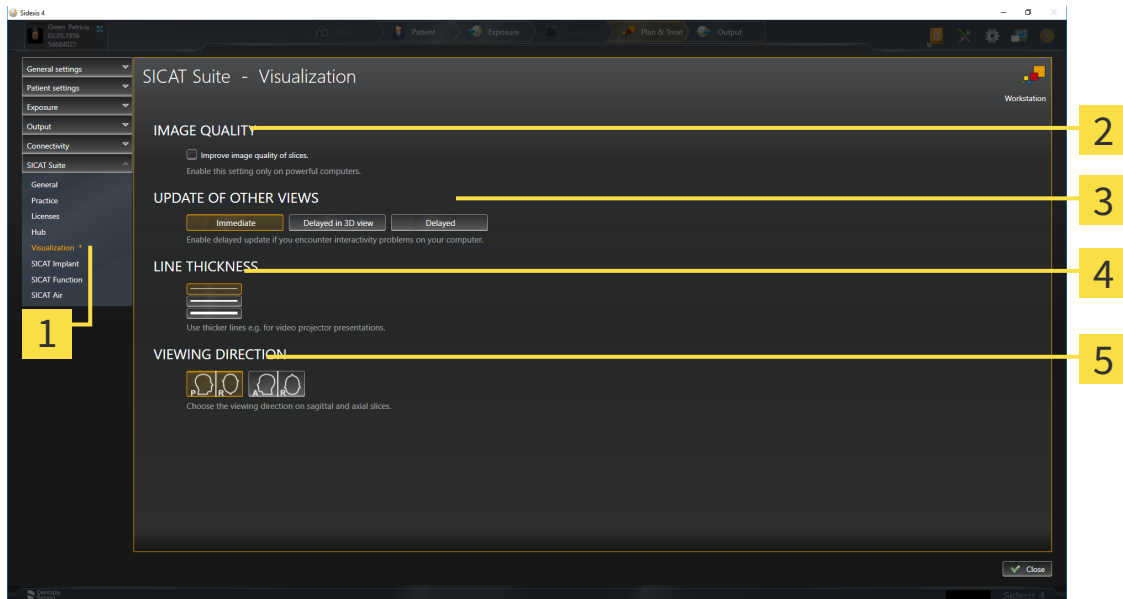 Sidexis 4
Green Patricia
02.05.1956
54684027
Patient
Exposure
Plan & Treat
Output
General settings
Patient settings
Exposure
Output
Connectivity
SICAT Suite
General
Practice
Licenses
Hub
Visualization *
SICAT Implant
SICAT Function
SICAT Air
1
SICAT Suite - Visualization
Workstation
IMAGE QUALITY
2
Improve image quality of slices.
Enable this setting only on powerful computers.
UPDATE OF OTHER VIEWS
3
Immediate
Delayed in 3D view
Delayed
Enable delayed update if you encounter interactivity problems on your computer.
LINE THICKNESS
4
Use thicker lines e.g. for video projector presentations.
VIEWING DIRECTION
5
P R
A R
Choose the viewing direction on sagittal and axial slices.
Close
Dentsply
Sirona
Sidexis 4